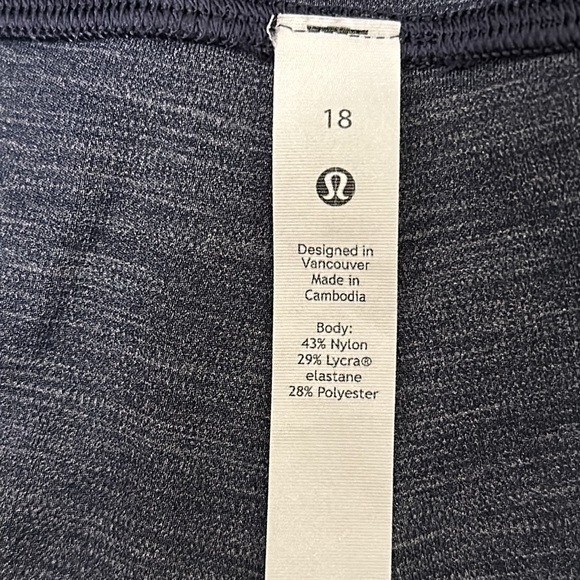 18
Designed in
Vancouver
Made in
Cambodia
Body:
43% Nylon
29% Lycra®
elastane
28% Polyester